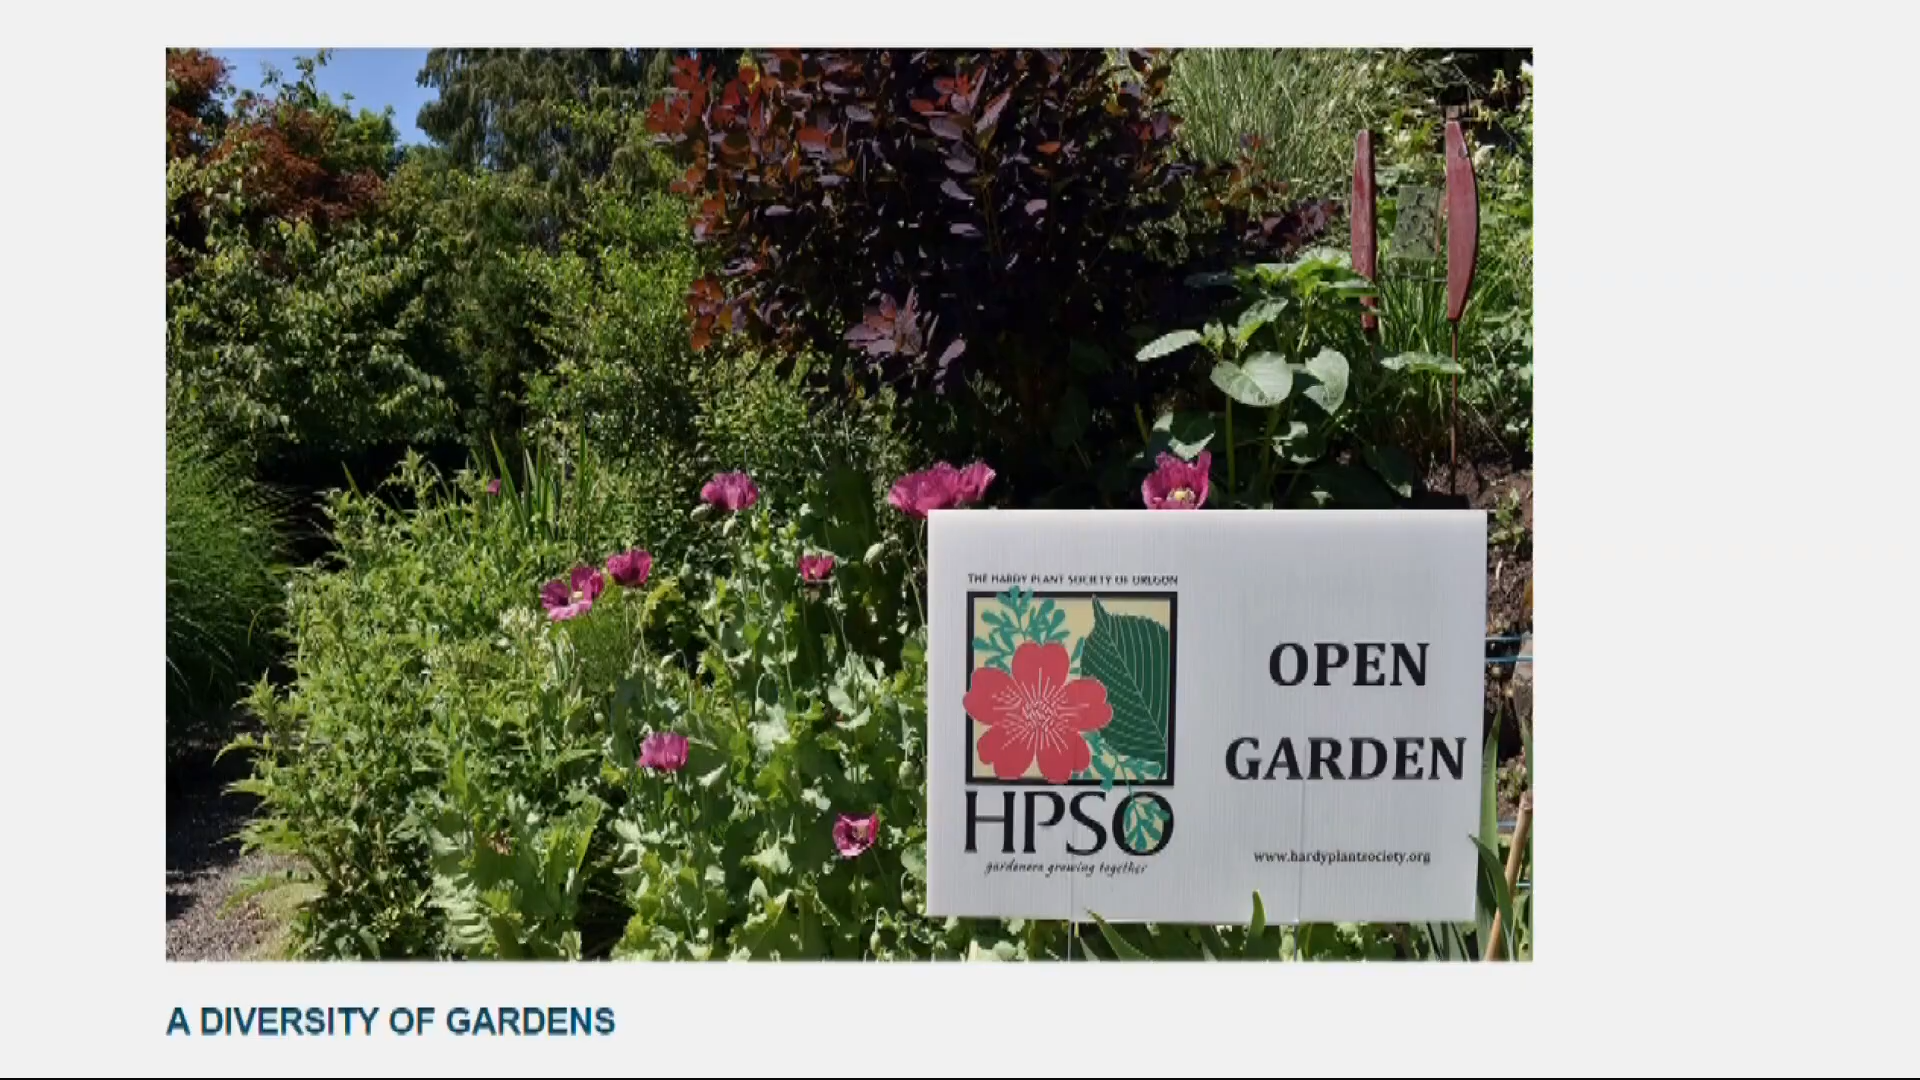 THE HARDY PLANT SOCIETY OF OREGON
HPSO
gardeners growing together
OPEN
GARDEN
www.hardyplantsociety.org
A DIVERSITY OF GARDENS